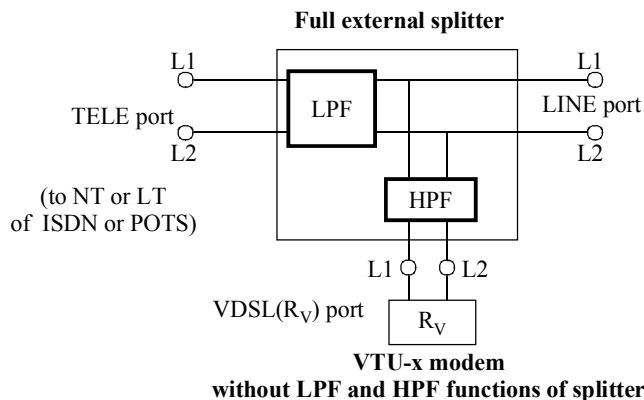 Full external splitter
L1
L1
LPF
TELE port
LINE port
L2
L2
(to NT or LT
of ISDN or POTS)
HPF
L1
L2
VDSL(RV) port
RV
VTU-x modem
without LPF and HPF functions of splitter